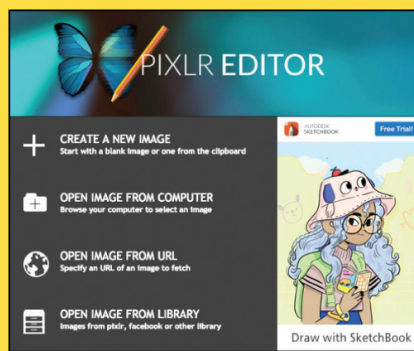 PIXLR EDITOR
CREATE A NEW IMAGE
Start with a blank image or one from the clipboard
OPEN IMAGE FROM COMPUTER
Browse your computer to select an image
OPEN IMAGE FROM URL
Specify an URL of an image to fetch
OPEN IMAGE FROM LIBRARY
Images from pixlr, facebook or other library
AUTODESK
SKETCHBOOK
Free Trial!
Draw with SketchBook